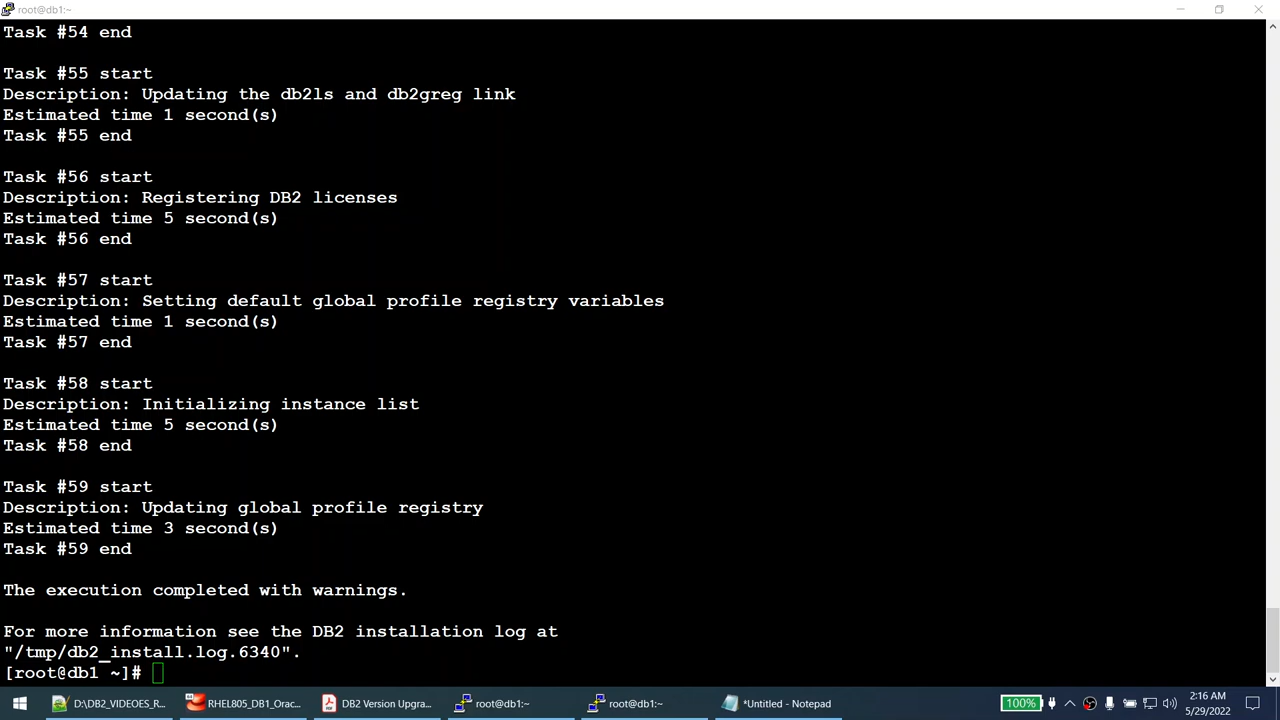 root@db1:~
Task #54 end
Task #55 start
Description: Updating the db2ls and db2greg link
Estimated time 1 second(s)
Task #55 end
Task #56 start
Description: Registering DB2 licenses
Estimated time 5 second(s)
Task #56 end
Task #57 start
Description: Setting default global profile registry variables
Estimated time 1 second(s)
Task #57 end
Task #58 start
Description: Initializing instance list
Estimated time 5 second(s)
Task #58 end
Task #59 start
Description: Updating global profile registry
Estimated time 3 second(s)
Task #59 end
The execution completed with warnings.
For more information see the DB2 installation log at
"/tmp/db2_install.log.6340".
[root@db1 ~]#
D:\DB2_VIDEOES_R... RHEL805_DB1_Orac... DB2 Version Upgra... root@db1:~ root@db1:~ *Untitled - Notepad 100% 2:16 AM
5/29/2022